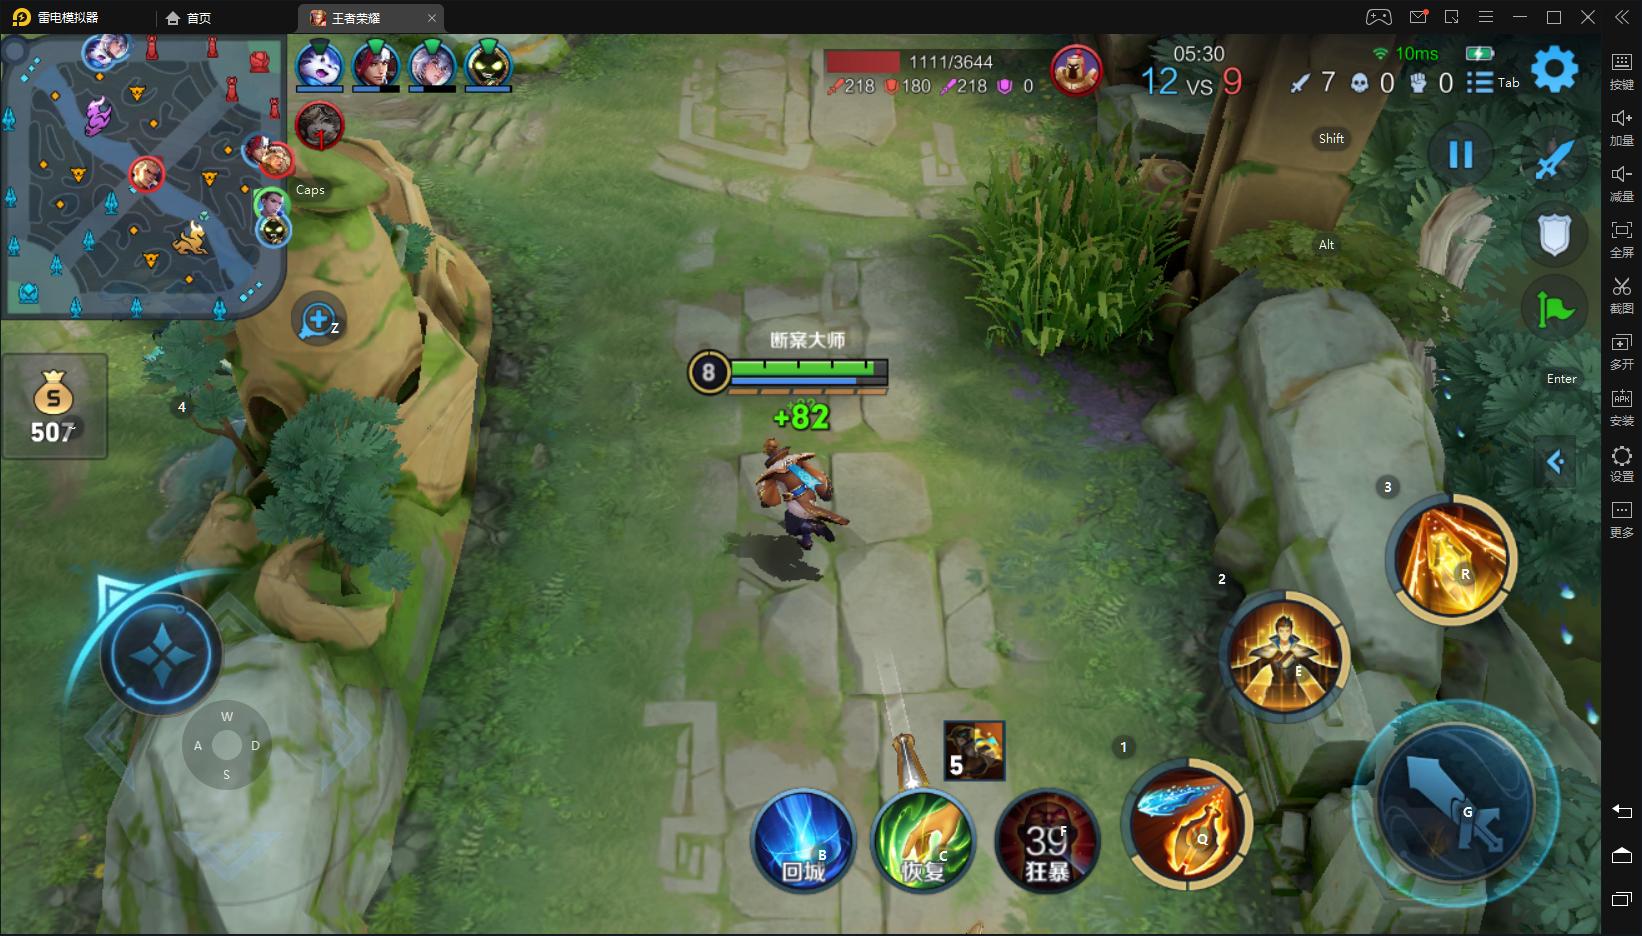 雷电模拟器
首页
王者荣耀
1111/3644
218 180 218 0
05:30
12 vs 9
10ms
7 0 0
Tab
Shift
Caps
Alt
Z
1
507
~
4
断案大师
8
+82
Enter
3
R
2
E
W
A D
S
5
1
B
回城
C
恢复
39
F
狂暴
Q
G
按键
加量
减量
全屏
截图
多开
APK
安装
设置
更多